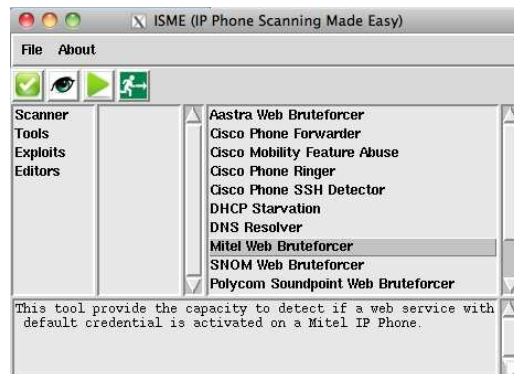 ISME (IP Phone Scanning Made Easy)
File About
Scanner
Tools
Exploits
Editors
Aastra Web Bruteforcer
Cisco Phone Forwarder
Cisco Mobility Feature Abuse
Cisco Phone Ringer
Cisco Phone SSH Detector
DHCP Starvation
DNS Resolver
Mitel Web Bruteforcer
SNOM Web Bruteforcer
Polycom Soundpoint Web Bruteforcer
This tool provide the capacity to detect if a web service with
default credential is activated on a Mitel IP Phone.